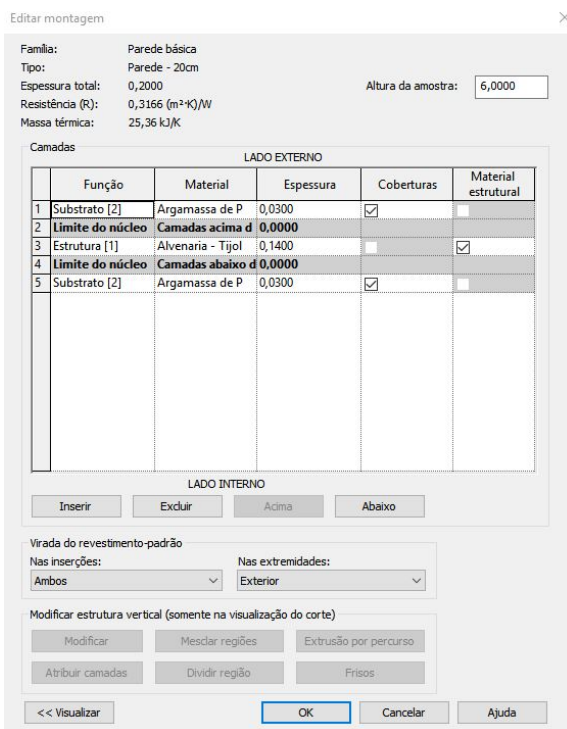 Editar montagem
Família: Parede básica
Tipo: Parede - 20cm
Espessura total: 0,2000 Altura da amostra: 6,0000
Resistência (R): 0,3166 (m²·K)/W
Massa térmica: 25,36 kJ/K
Camadas
LADO EXTERNO
Função Material Espessura Coberturas Material estrutural
1 Substrato [2] Argamassa de P 0,0300
2 Limite do núcleo Camadas acima d 0,0000
3 Estrutura [1] Alvenaria - Tijol 0,1400
4 Limite do núcleo Camadas abaixo d 0,0000
5 Substrato [2] Argamassa de P 0,0300
LADO INTERNO
Inserir Excluir Acima Abaixo
Virada do revestimento-padrão
Nas inserções: Nas extremidades:
Ambos Exterior
Modificar estrutura vertical (somente na visualização do corte)
Modificar Mesclar regiões Extrusão por percurso
Atribuir camadas Dividir região Frisos
<< Visualizar OK Cancelar Ajuda